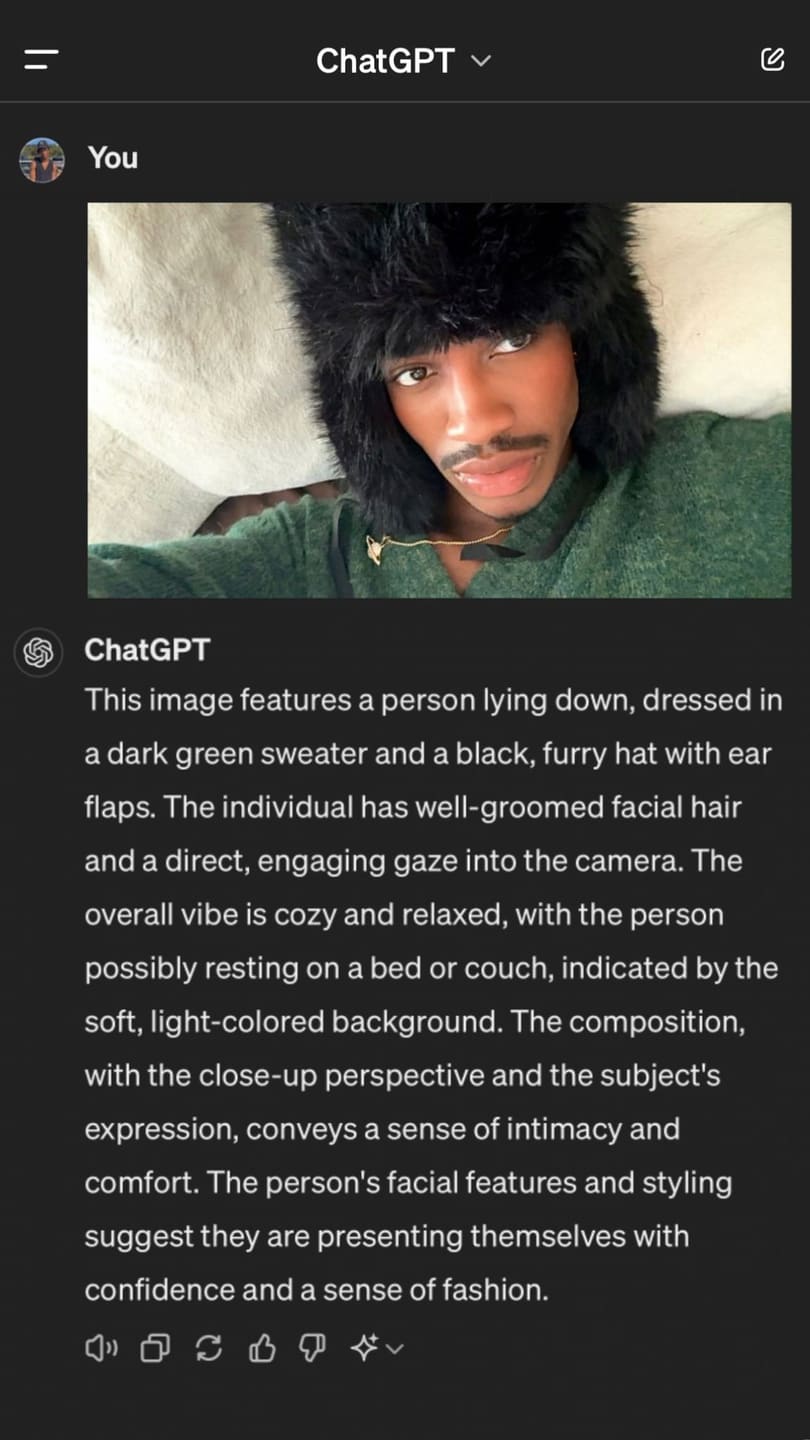 ChatGPT
You
ChatGPT
This image features a person lying down, dressed in
a dark green sweater and a black, furry hat with ear
flaps. The individual has well-groomed facial hair
and a direct, engaging gaze into the camera. The
overall vibe is cozy and relaxed, with the person
possibly resting on a bed or couch, indicated by the
soft, light-colored background. The composition,
with the close-up perspective and the subject's
expression, conveys a sense of intimacy and
comfort. The person's facial features and styling
suggest they are presenting themselves with
confidence and a sense of fashion.